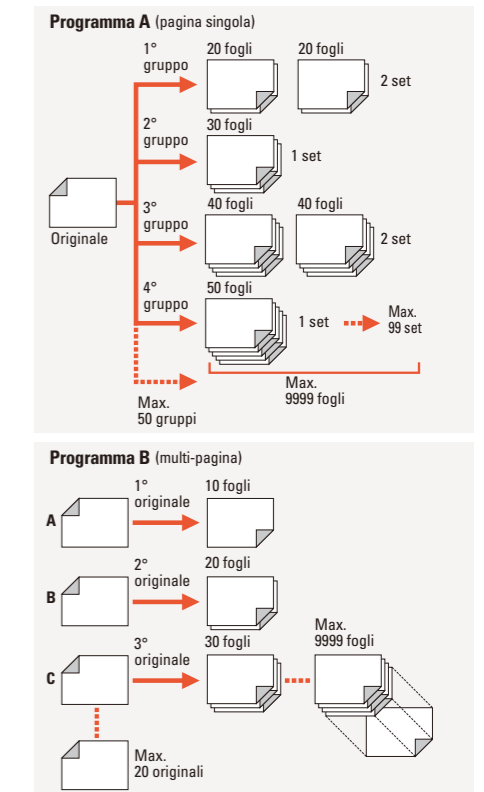 Programma A (pagina singola)
1°
gruppo
20 fogli
20 fogli
2 set
2°
gruppo
30 fogli
1 set
Originale
3°
gruppo
40 fogli
40 fogli
2 set
4°
gruppo
50 fogli
1 set
Max.
99 set
Max.
50 gruppi
Max.
9999 fogli
Programma B (multi-pagina)
A
1°
originale
10 fogli
B
2°
originale
20 fogli
C
3°
originale
30 fogli
Max.
9999 fogli
Max.
20 originali